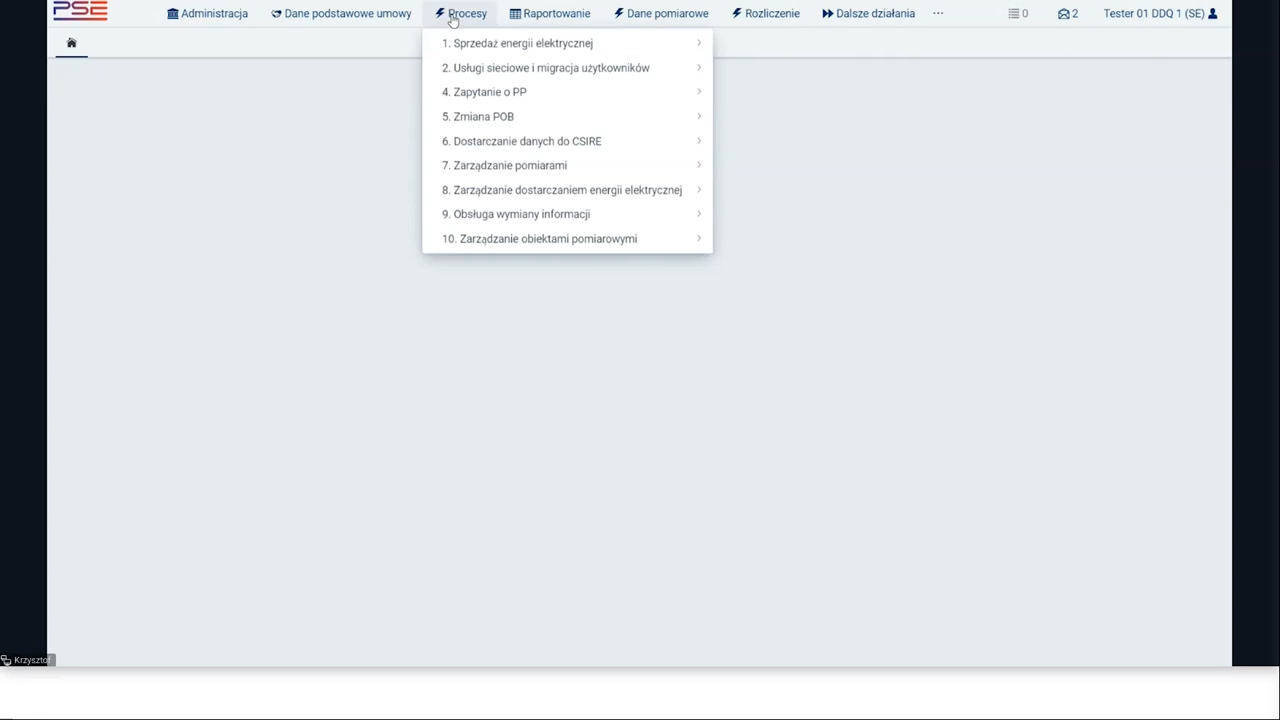 PSE
Administracja Dane podstawowe umowy Procesy Raportowanie Dane pomiarowe Rozliczenie Dalsze działania ... 0 2 Tester 01 DDQ 1 (SE)
1. Sprzedaż energii elektrycznej
2. Usługi sieciowe i migracja użytkowników
4. Zapytanie o PP
5. Zmiana POB
6. Dostarczanie danych do CSIRE
7. Zarządzanie pomiarami
8. Zarządzanie dostarczaniem energii elektrycznej
9. Obsługa wymiany informacji
10. Zarządzanie obiektami pomiarowymi
Krzysztof